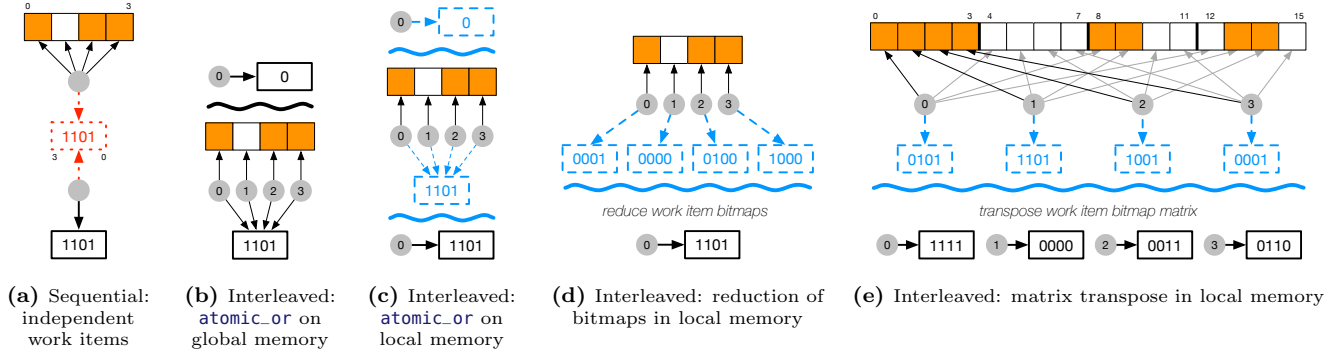 0 3
1101
3 0
1101
(a) Sequential:
independent
work items
0 0
0 1 2 3
1101
(b) Interleaved:
atomic_or on
global memory
0 0
0 1 2 3
1101
0 1101
(c) Interleaved:
atomic_or on
local memory
0 1 2 3
0001 0000 0100 1000
reduce work item bitmaps
0 1101
(d) Interleaved: reduction of
bitmaps in local memory
0 3 4 7 8 11 12 15
0 1 2 3
0101 1101 1001 0001
transpose work item bitmap matrix
0 1111 1 0000 2 0011 3 0110
(e) Interleaved: matrix transpose in local memory